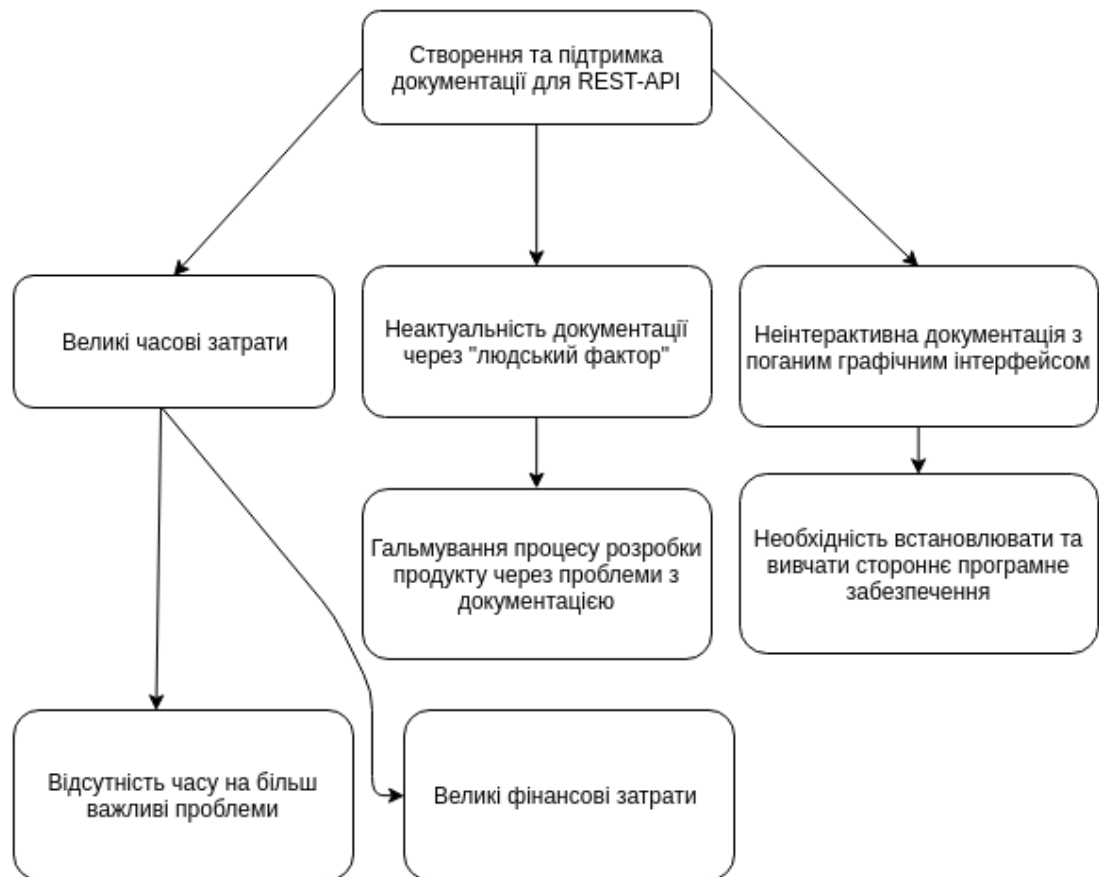 Створення та підтримка
документації для REST-API
Великі часові затрати
Неактуальність документації
через "людський фактор"
Неінтерактивна документація з
поганим графічним інтерфейсом
Гальмування процесу розробки
продукту через проблеми з
документацією
Необхідність встановлювати та
вивчати стороннє програмне
забезпечення
Відсутність часу на більш
важливі проблеми
Великі фінансові затрати